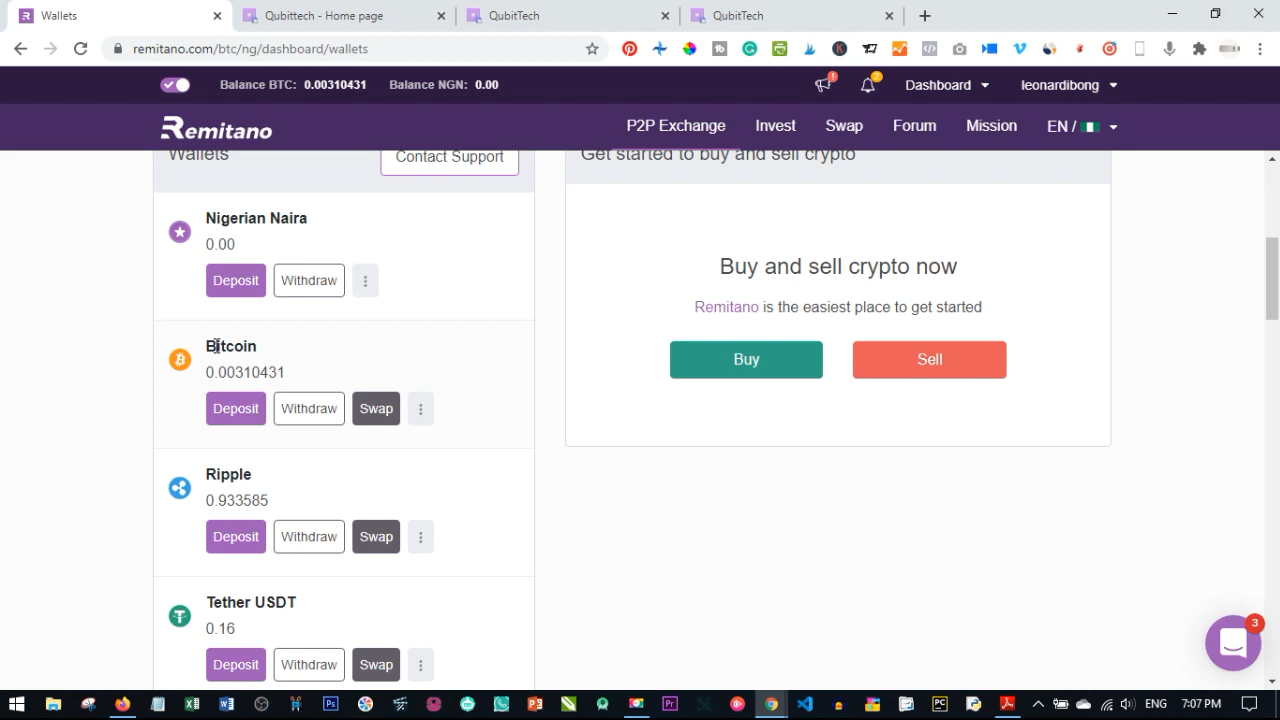 Wallets
Qubittech - Home page
QubitTech
QubitTech
remitano.com/btc/ng/dashboard/wallets
Balance BTC: 0.00310431
Balance NGN: 0.00
!
2
Dashboard
leonardibong
Remitano
P2P Exchange
Invest
Swap
Forum
Mission
EN /
Wallets
Contact Support
Get started to buy and sell crypto
Nigerian Naira
0.00
Deposit
Withdraw
Buy and sell crypto now
Remitano is the easiest place to get started
Buy
Sell
Bitcoin
0.00310431
Deposit
Withdraw
Swap
Ripple
0.933585
Deposit
Withdraw
Swap
Tether USDT
0.16
Deposit
Withdraw
Swap
3
ENG
7:07 PM